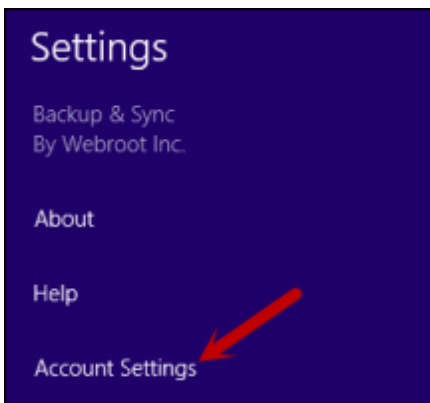 Settings
Backup & Sync
By Webroot Inc.
About
Help
Account Settings